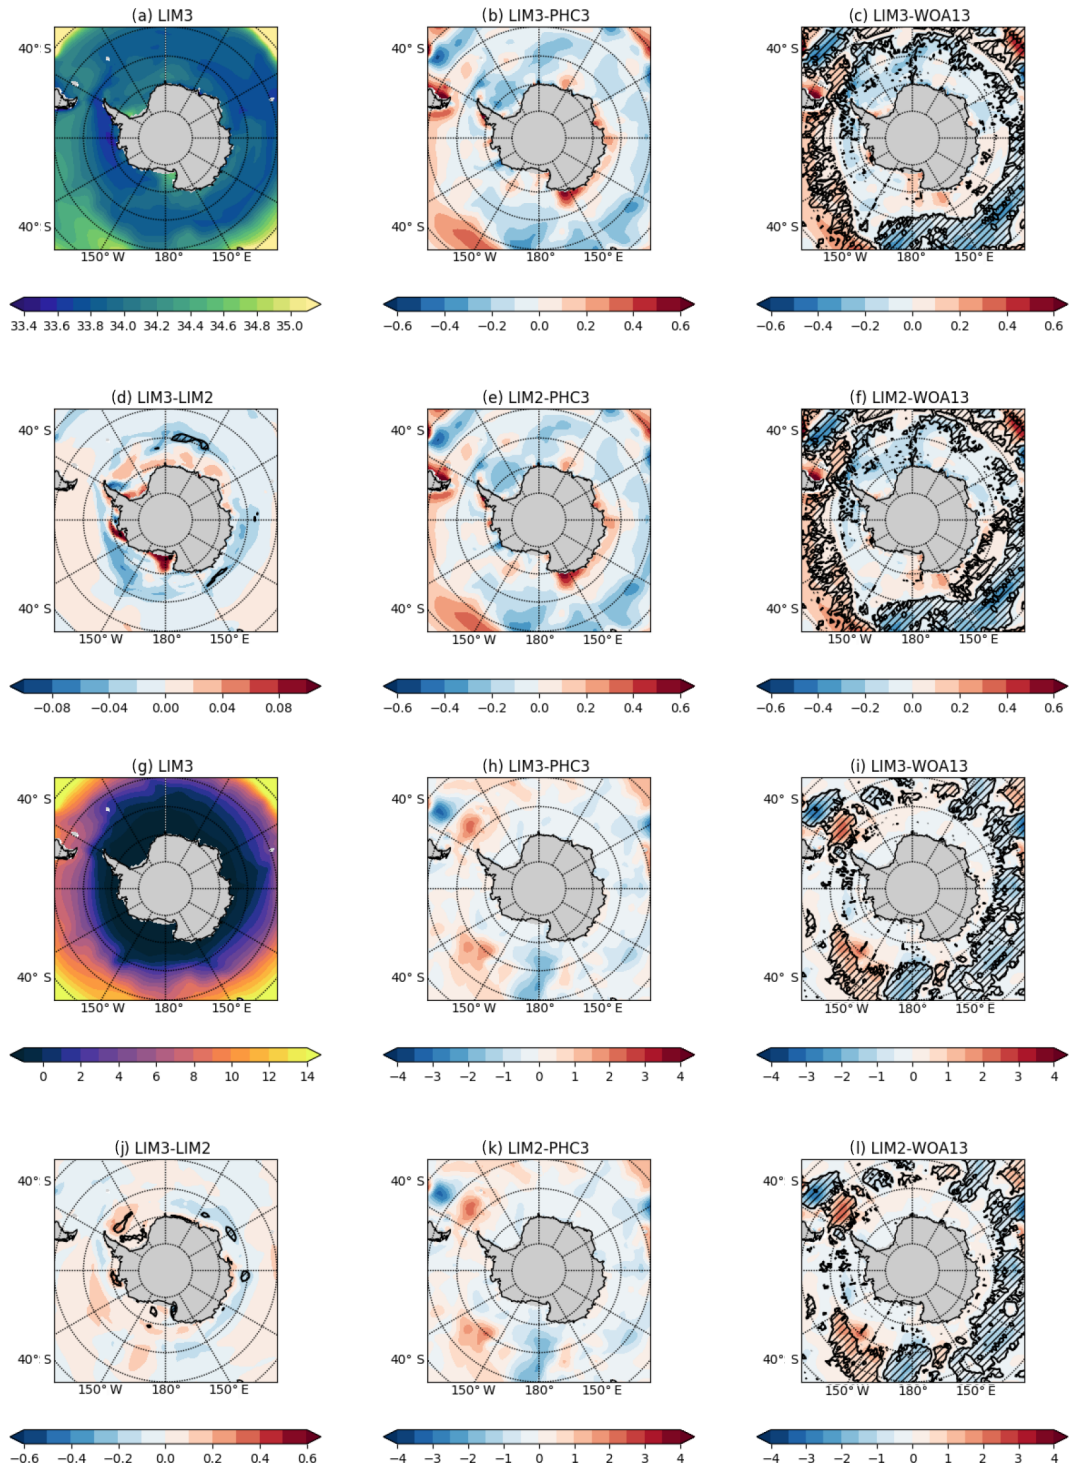 (a) LIM3 (b) LIM3-PHC3 (c) LIM3-WOA13
40° S 40° S 40° S
40° S 40° S 40° S
150° W 180° 150° E 150° W 180° 150° E 150° W 180° 150° E
33.4 33.6 33.8 34.0 34.2 34.4 34.6 34.8 35.0 −0.6 −0.4 −0.2 0.0 0.2 0.4 0.6 −0.6 −0.4 −0.2 0.0 0.2 0.4 0.6
(d) LIM3-LIM2 (e) LIM2-PHC3 (f) LIM2-WOA13
40° S 40° S 40° S
40° S 40° S 40° S
150° W 180° 150° E 150° W 180° 150° E 150° W 180° 150° E
−0.08 −0.04 0.00 0.04 0.08 −0.6 −0.4 −0.2 0.0 0.2 0.4 0.6 −0.6 −0.4 −0.2 0.0 0.2 0.4 0.6
(g) LIM3 (h) LIM3-PHC3 (i) LIM3-WOA13
40° S 40° S 40° S
40° S 40° S 40° S
150° W 180° 150° E 150° W 180° 150° E 150° W 180° 150° E
0 2 4 6 8 10 12 14 −4 −3 −2 −1 0 1 2 3 4 −4 −3 −2 −1 0 1 2 3 4
(j) LIM3-LIM2 (k) LIM2-PHC3 (l) LIM2-WOA13
40° S 40° S 40° S
40° S 40° S 40° S
150° W 180° 150° E 150° W 180° 150° E 150° W 180° 150° E
−0.6 −0.4 −0.2 0.0 0.2 0.4 0.6 −4 −3 −2 −1 0 1 2 3 4 −4 −3 −2 −1 0 1 2 3 4